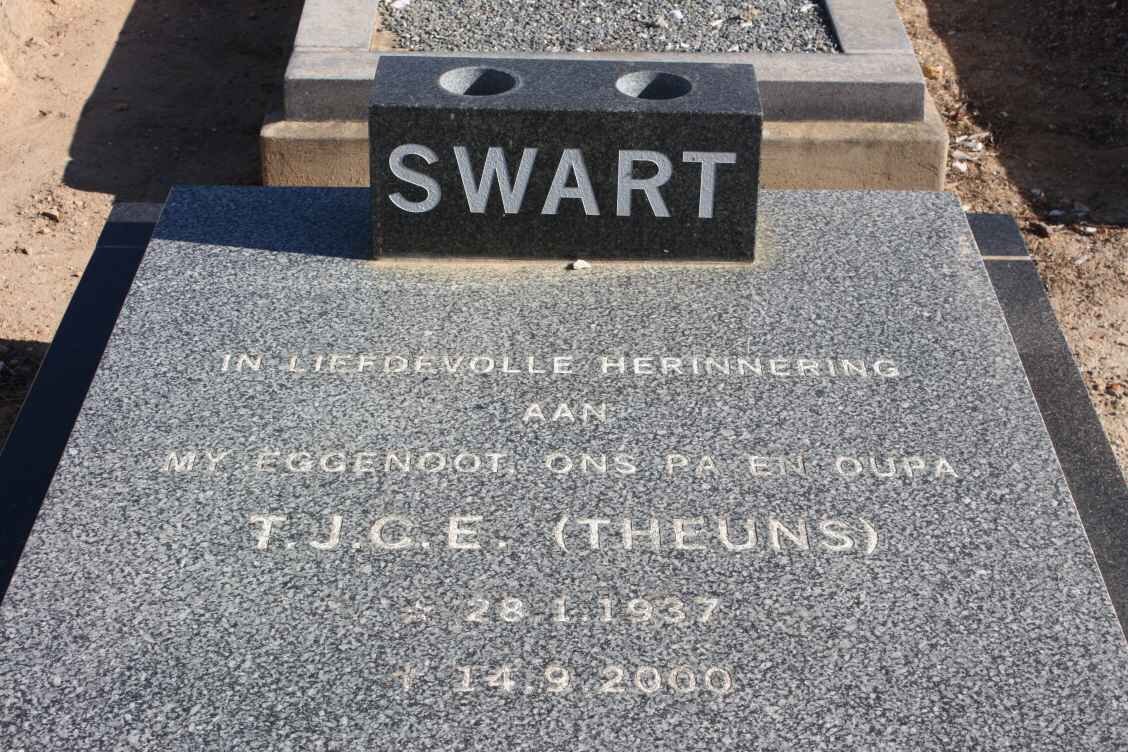 SWART
IN LIEFDEVOLLE HERINNERING
AAN
MY EGGENOOT, ONS PA EN OUPA
T.J.C.E. (THEUNS)
* 28.1.1937
† 14.9.2000